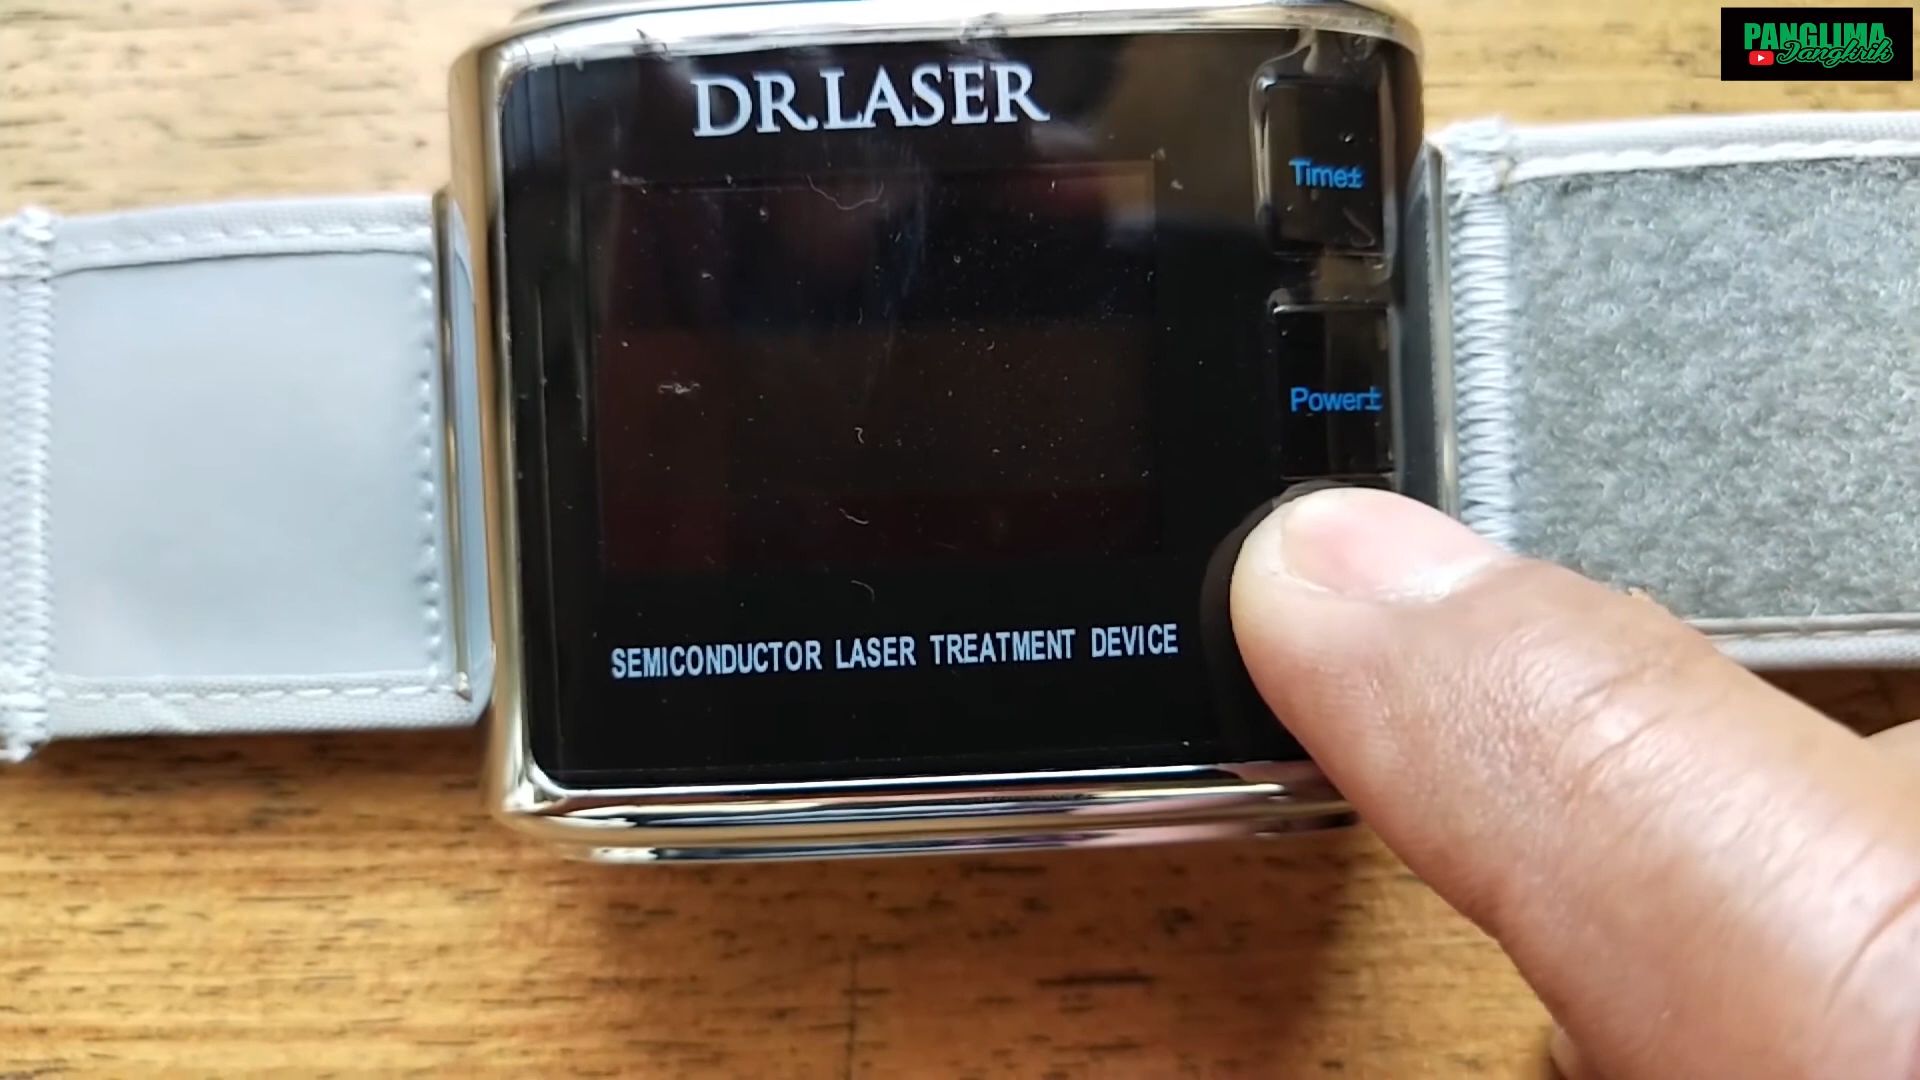 PANGLIMA
Jangkrik
DR.LASER
Time±
Power±
SEMICONDUCTOR LASER TREATMENT DEVICE